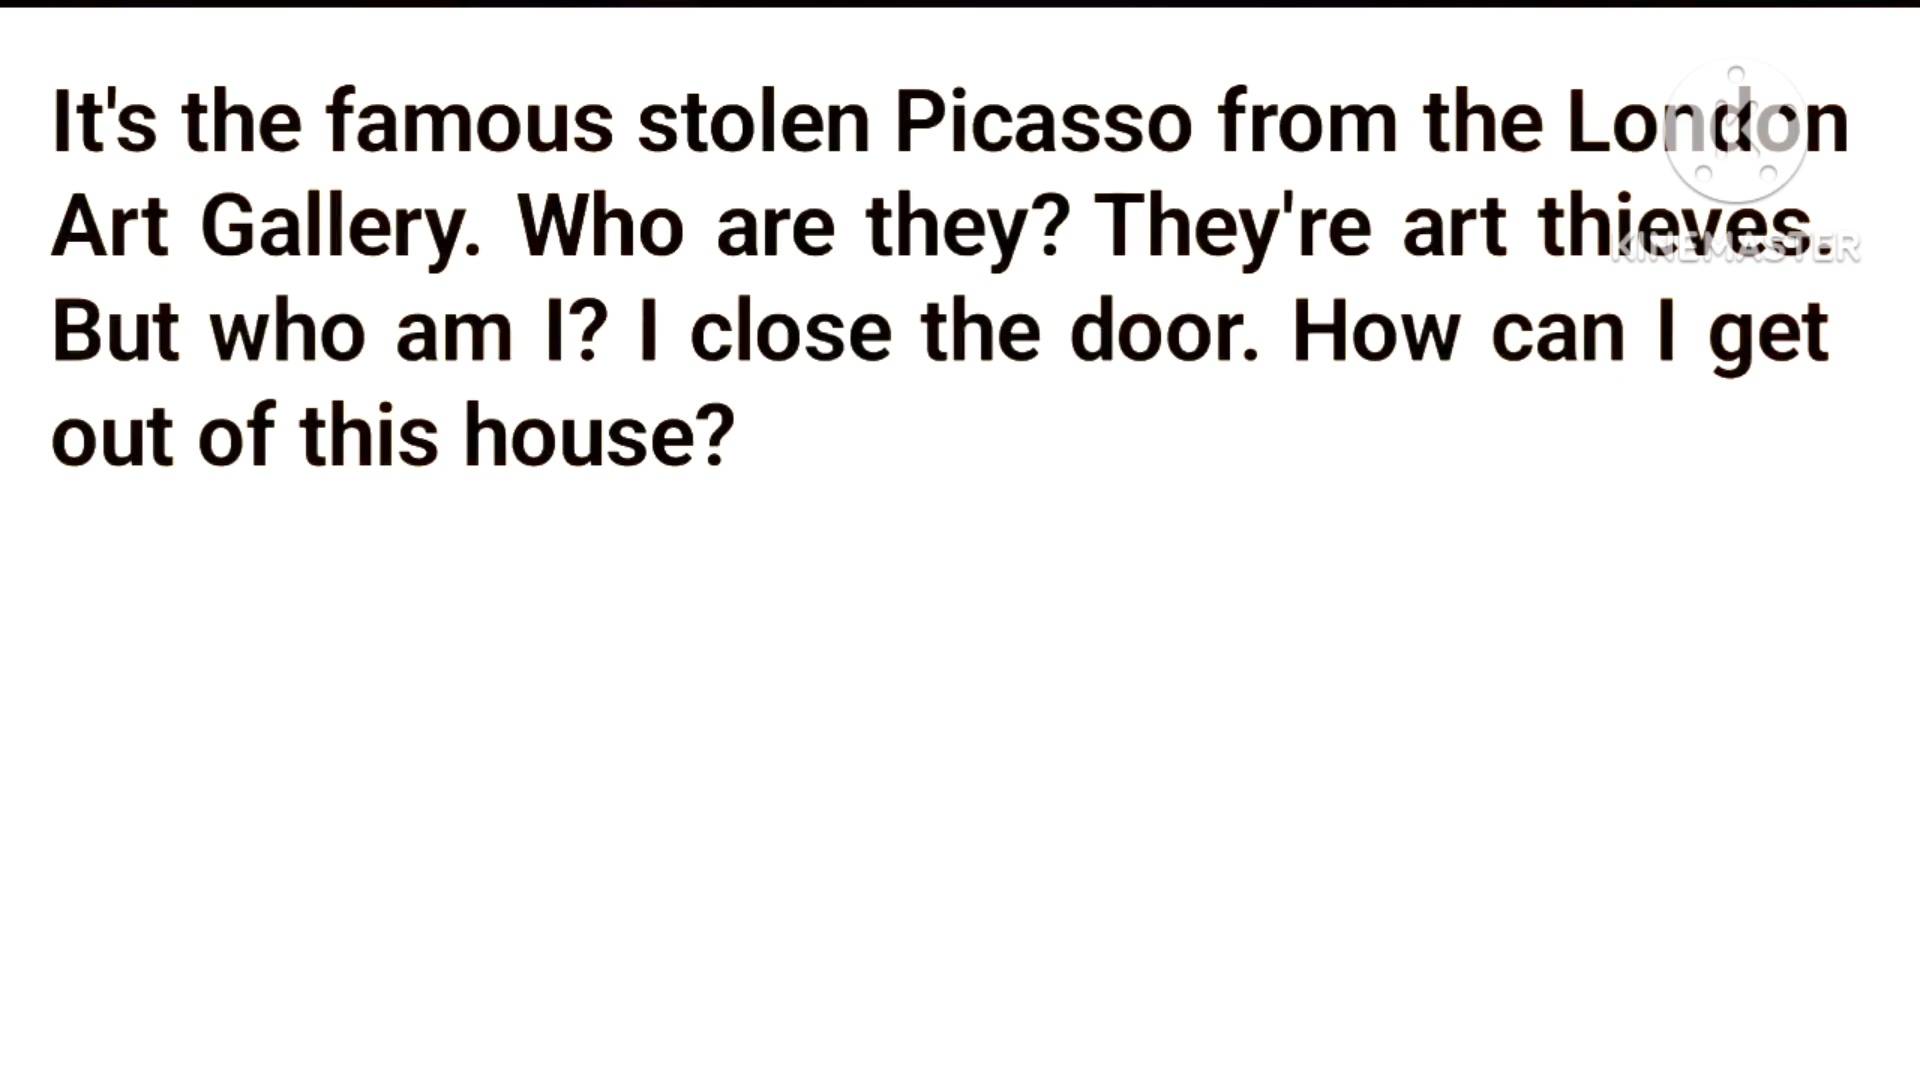 It's the famous stolen Picasso from the London
Art Gallery. Who are they? They're art thieves.
But who am I? I close the door. How can I get
out of this house?
KINEMASTER